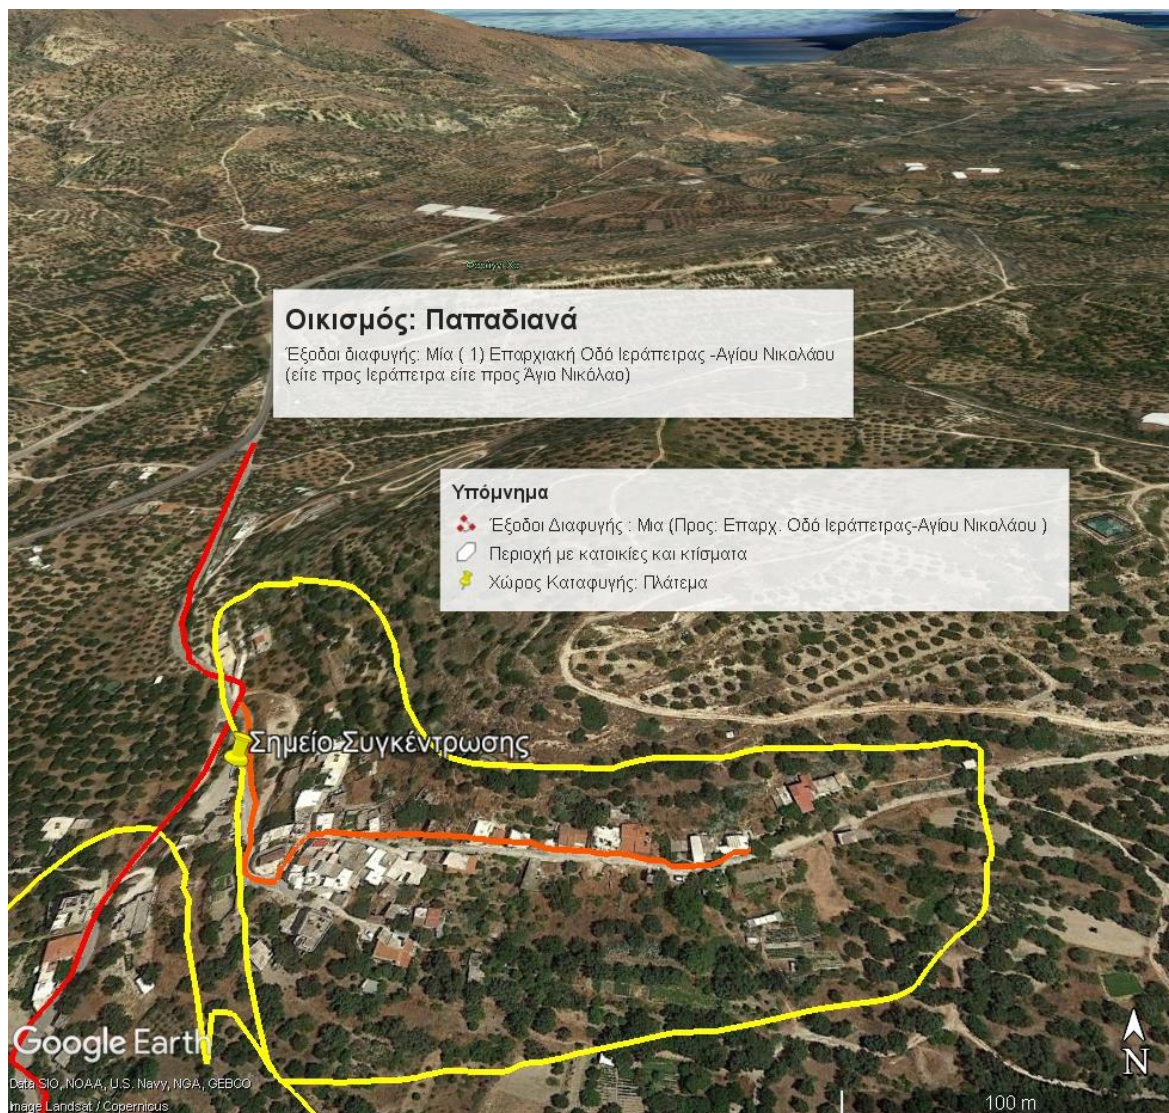 Οικισμός: Παπαδιανά
Έξοδοι διαφυγής: Μία ( 1) Επαρχιακή Οδό Ιεράπετρας -Αγίου Νικολάου
(είτε προς Ιεράπετρα είτε προς Άγιο Νικόλαο)
Υπόμνημα
Έξοδοι Διαφυγής : Μια (Προς: Επαρχ. Οδό Ιεράπετρας-Αγίου Νικολάου )
Περιοχή με κατοικίες και κτίσματα
Χώρος Καταφυγής: Πλάτεμα
Σημείο Συγκέντρωσης
Google Earth
Data SIO, NOAA, U.S. Navy, NGA, GEBCO
Image Landsat / Copernicus
N
100 m